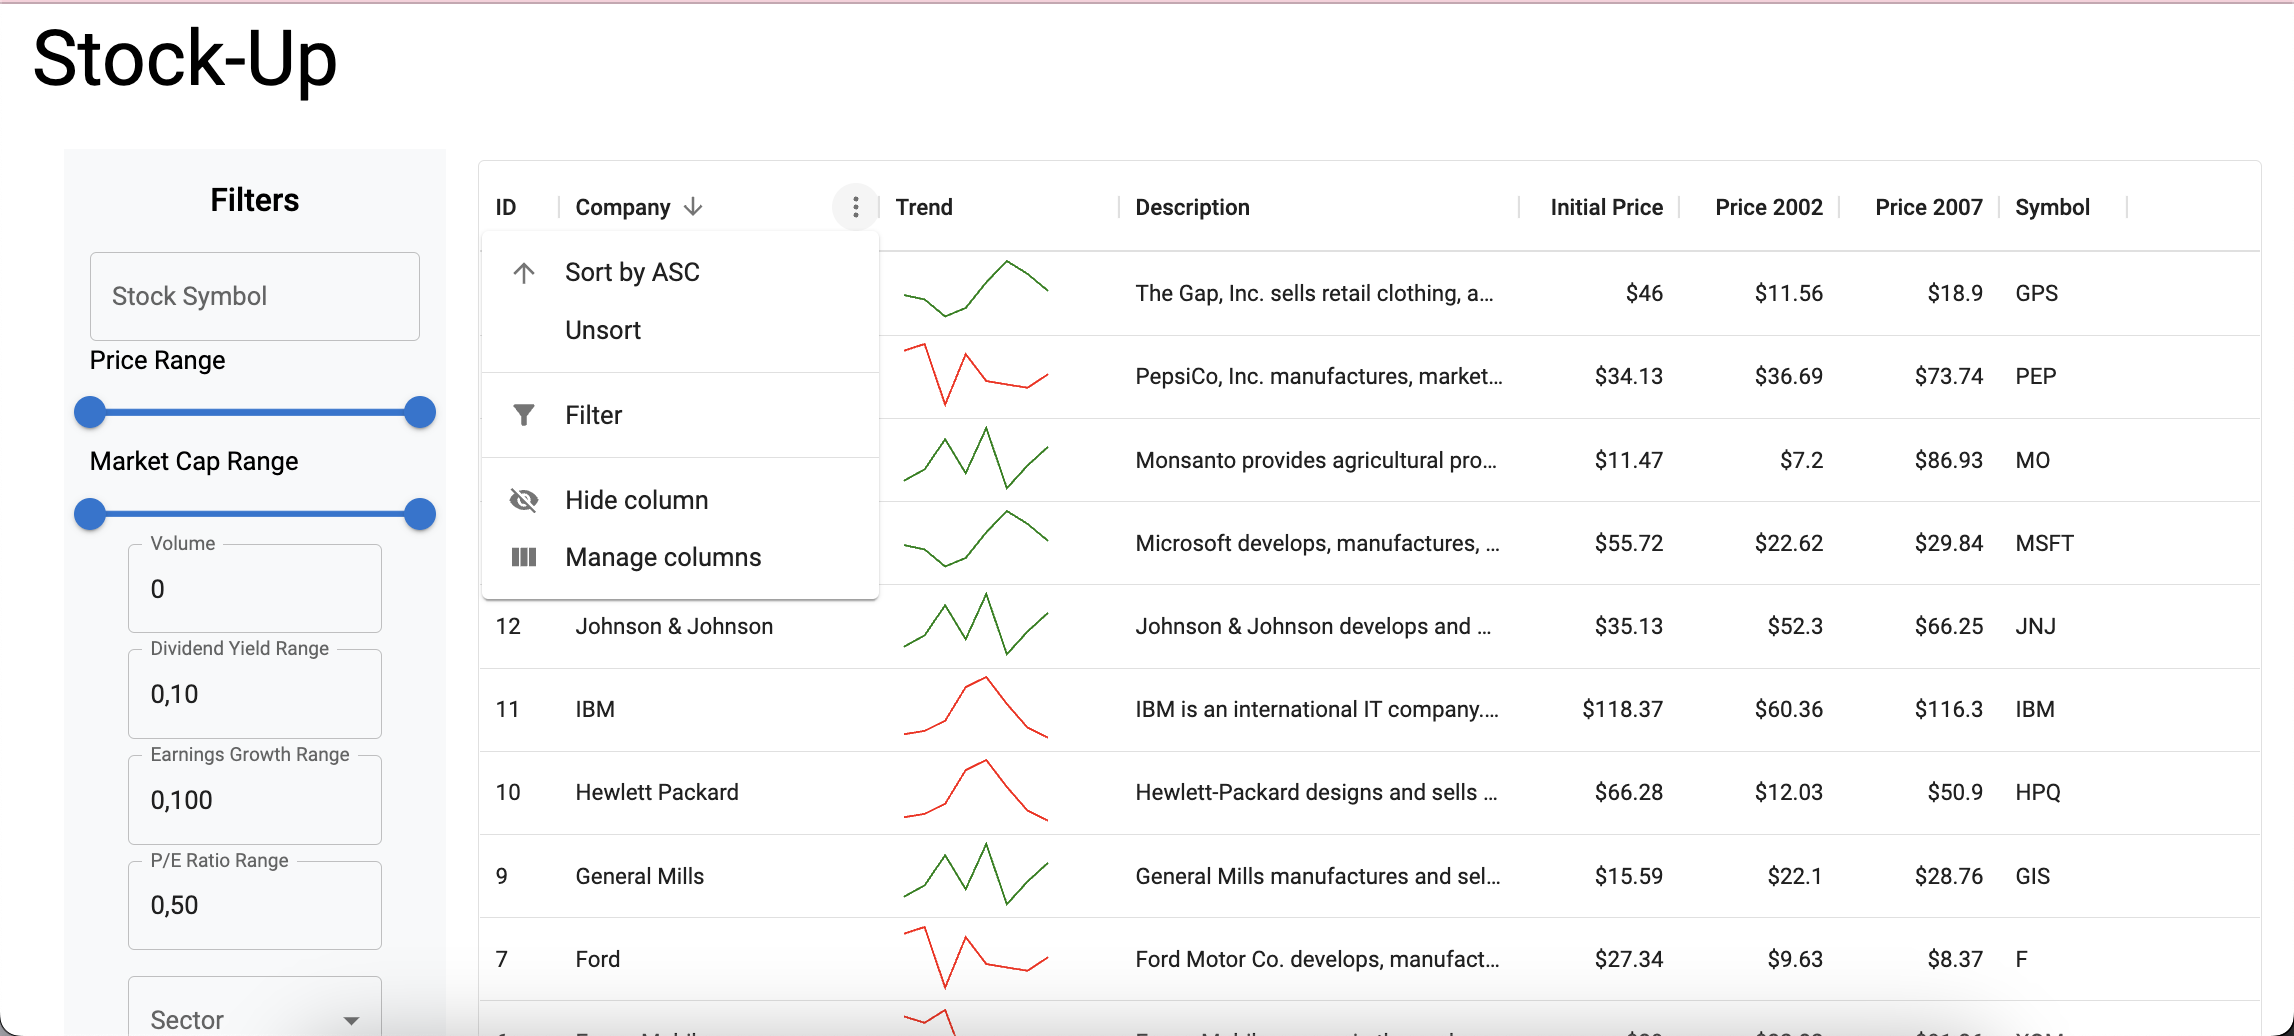 Stock-Up
Filters
Stock Symbol
Price Range
Market Cap Range
Volume
0
Dividend Yield Range
0,10
Earnings Growth Range
0,100
P/E Ratio Range
0,50
Sector
ID Company Trend Description Initial Price Price 2002 Price 2007 Symbol
Sort by ASC
Unsort
Filter
Hide column
Manage columns
The Gap, Inc. sells retail clothing, a... $46 $11.56 $18.9 GPS
PepsiCo, Inc. manufactures, market... $34.13 $36.69 $73.74 PEP
Monsanto provides agricultural pro... $11.47 $7.2 $86.93 MO
Microsoft develops, manufactures, ... $55.72 $22.62 $29.84 MSFT
12 Johnson & Johnson Johnson & Johnson develops and ... $35.13 $52.3 $66.25 JNJ
11 IBM IBM is an international IT company.... $118.37 $60.36 $116.3 IBM
10 Hewlett Packard Hewlett-Packard designs and sells ... $66.28 $12.03 $50.9 HPQ
9 General Mills General Mills manufactures and sel... $15.59 $22.1 $28.76 GIS
7 Ford Ford Motor Co. develops, manufact... $27.34 $9.63 $8.37 F